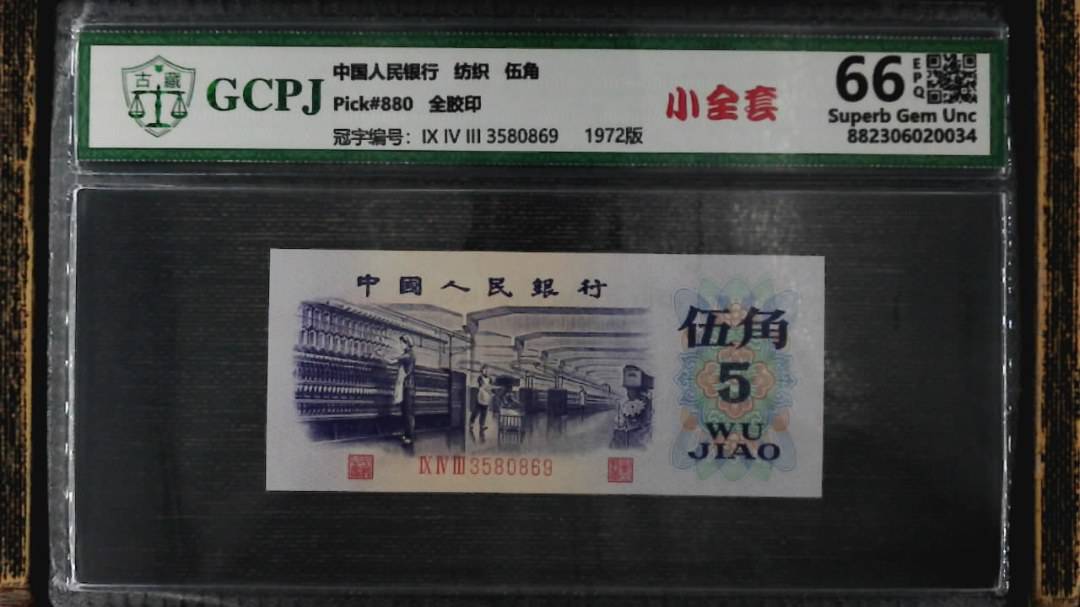 古藏
GCPJ
中国人民银行 纺织 伍角
Pick#880 全胶印
冠字编号：IX IV III 3580869 1972版
小全套
66
EPQ
Superb Gem Unc
882306020034
中國人民銀行
伍角
5
WU
JIAO
IX IV III 3580869